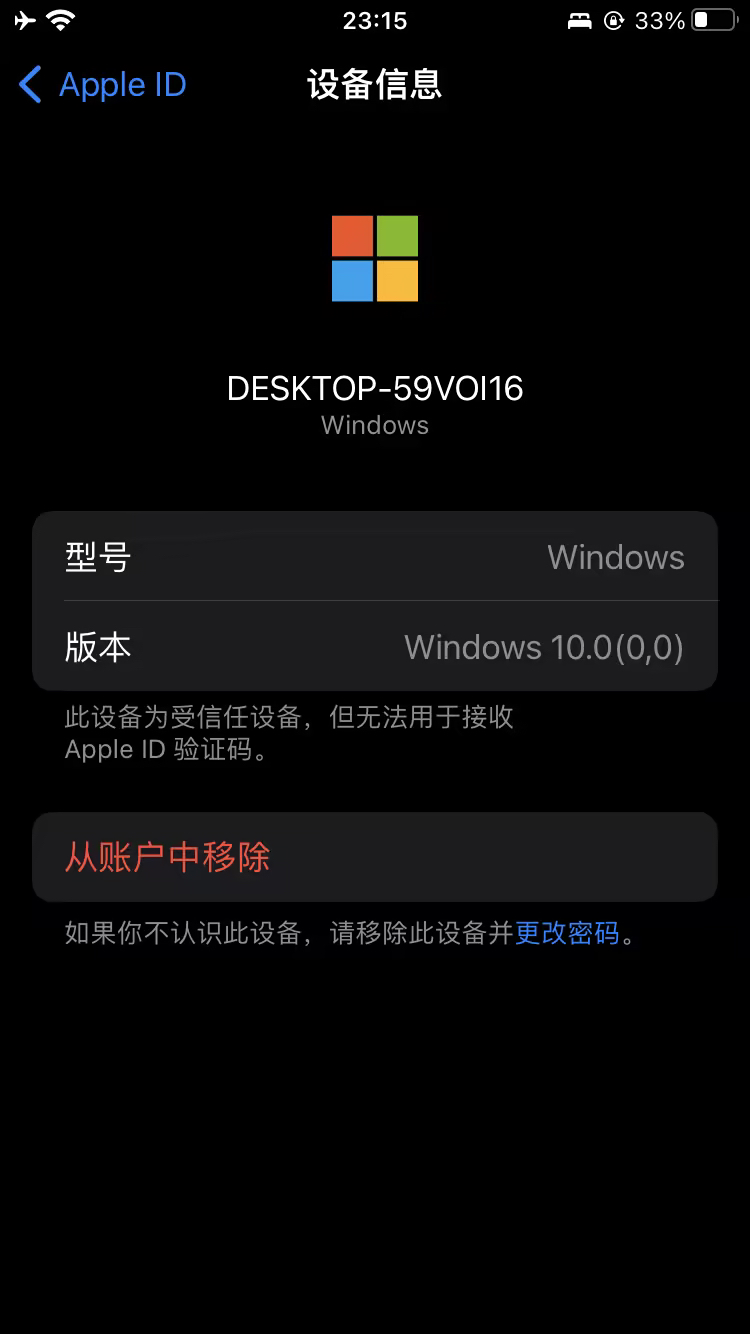 23:15
33%
Apple ID
设备信息
DESKTOP-59VOI16
Windows
型号
Windows
版本
Windows 10.0(0,0)
此设备为受信任设备，但无法用于接收
Apple ID 验证码。
从账户中移除
如果你不认识此设备，请移除此设备并更改密码。